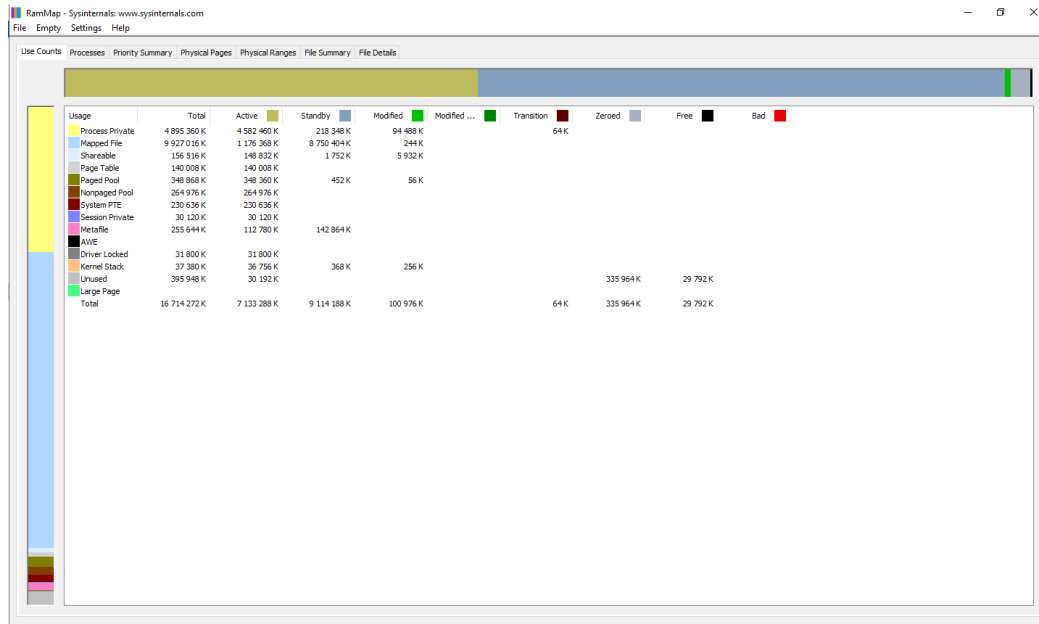 RamMap - Sysinternals: www.sysinternals.com
File Empty Settings Help
Use Counts Processes Priority Summary Physical Pages Physical Ranges File Summary File Details
Usage Total Active Standby Modified Modified ... Transition Zeroed Free Bad
Process Private 4 895 360 K 4 582 460 K 218 348 K 94 488 K 64 K
Mapped File 9 927 016 K 1 176 368 K 8 750 404 K 244 K
Shareable 156 516 K 148 832 K 1 752 K 5 932 K
Page Table 140 008 K 140 008 K
Paged Pool 348 868 K 348 360 K 452 K 56 K
Nonpaged Pool 264 976 K 264 976 K
System PTE 230 636 K 230 636 K
Session Private 30 120 K 30 120 K
Metafile 255 644 K 112 780 K 142 864 K
AWE
Driver Locked 31 800 K 31 800 K
Kernel Stack 37 380 K 36 756 K 368 K 256 K
Unused 395 948 K 30 192 K 335 964 K 29 792 K
Large Page
Total 16 714 272 K 7 133 288 K 9 114 188 K 100 976 K 64 K 335 964 K 29 792 K